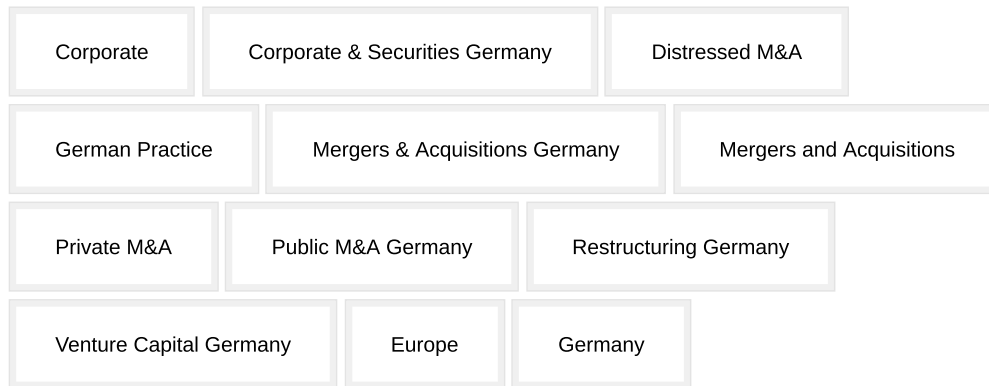 Corporate Corporate & Securities Germany Distressed M&A
German Practice Mergers & Acquisitions Germany Mergers and Acquisitions
Private M&A Public M&A Germany Restructuring Germany
Venture Capital Germany Europe Germany